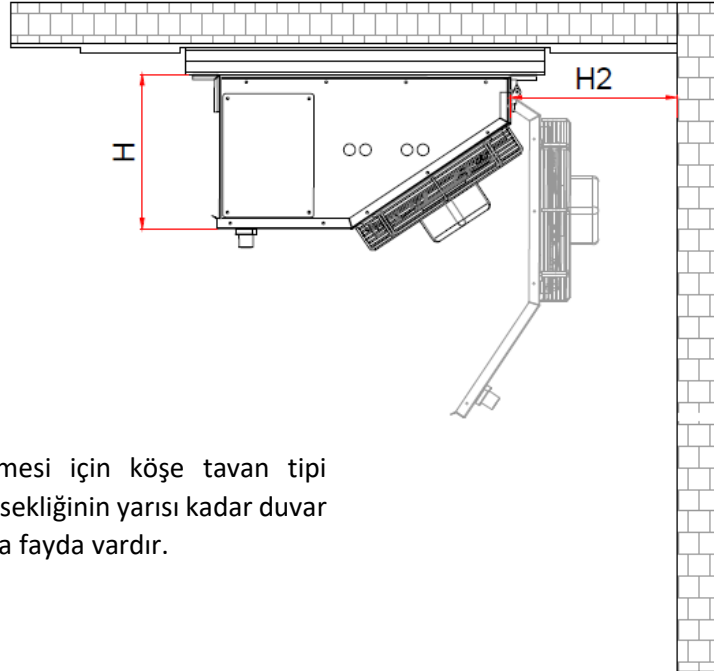 H2
H
mesi için köşe tavan tipi
sekliğinin yarısı kadar duvar
a fayda vardır.